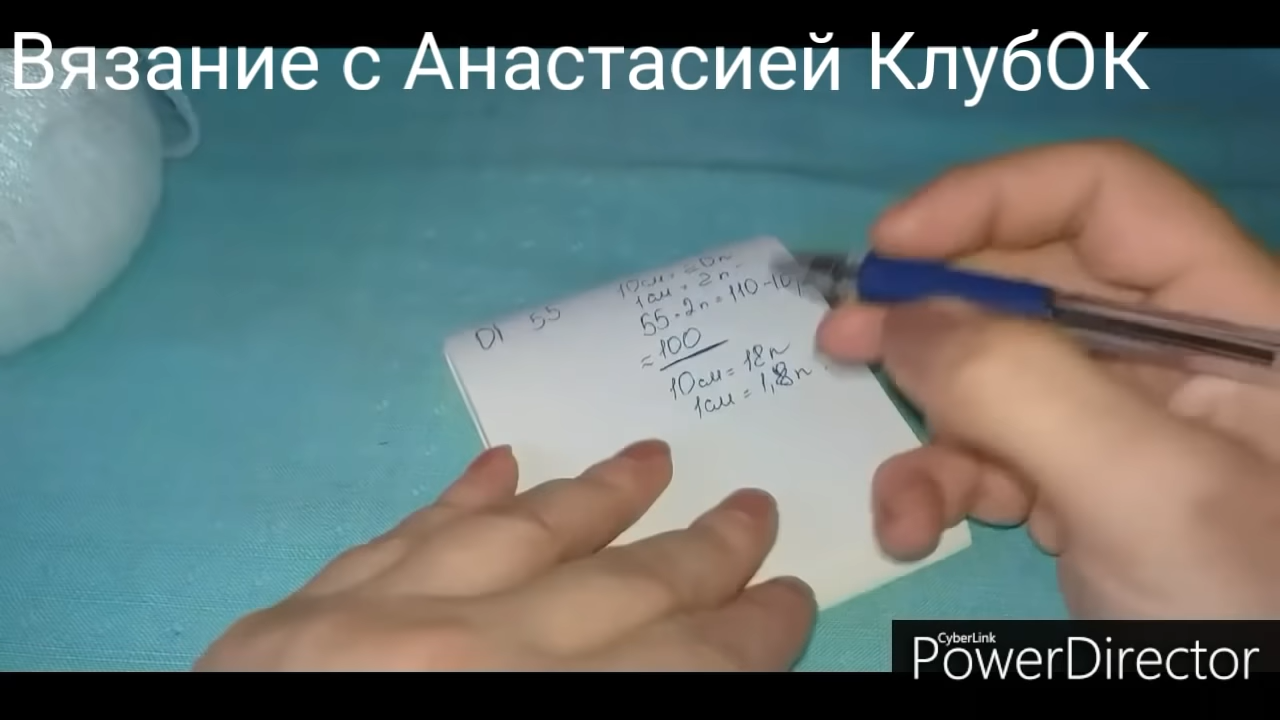 Вязание с Анастасией КлубОК
ОГ 55
10см =
1см = 2п
55 · 2п = 110 - 10
= 100
10см = 18п
1см = 1,8п
CyberLink
PowerDirector